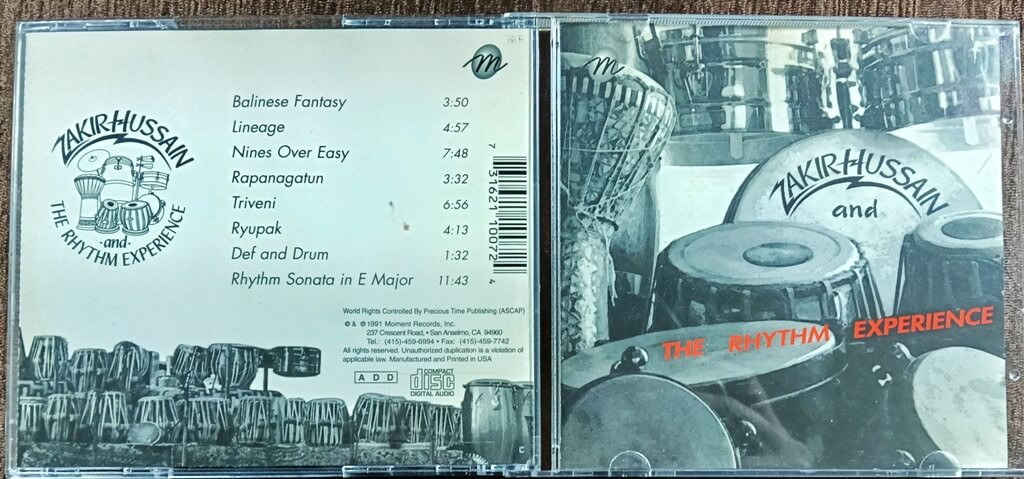 m
ZAKIR HUSSAIN
·and·
THE RHYTHM EXPERIENCE
Balinese Fantasy 3:50
Lineage 4:57
Nines Over Easy 7:48
Rapanagatun 3:32
Triveni 6:56
Ryupak 4:13
Def and Drum 1:32
Rhythm Sonata in E Major 11:43
7 31621 10072 4
World Rights Controlled By Precious Time Publishing (ASCAP)
© & ℗ 1991 Moment Records, Inc.
237 Crescent Road, • San Anselmo, CA 94960
Tel.: (415)-459-6994 • Fax: (415)-459-7742
All rights reserved. Unauthorized duplication is a violation of
applicable law. Manufactured and Printed in USA
A D D
COMPACT
disc
DIGITAL AUDIO
m
ZAKIR HUSSAIN
and
THE RHYTHM EXPERIENCE